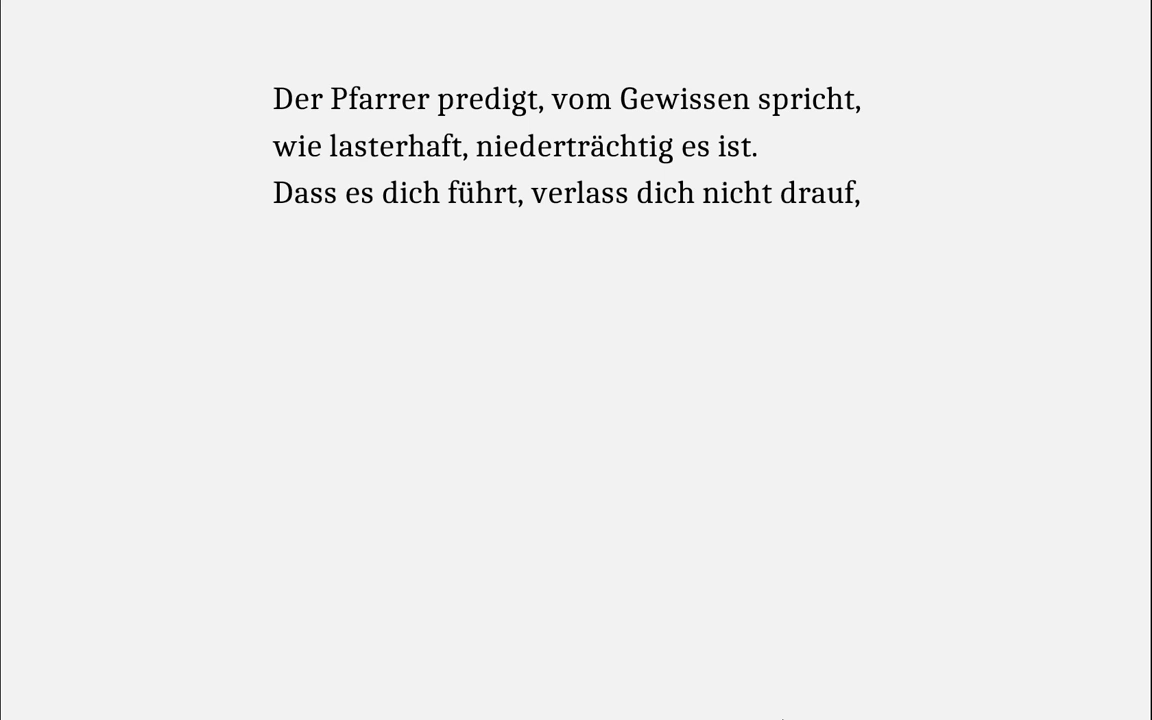 Der Pfarrer predigt, vom Gewissen spricht,
wie lasterhaft, niederträchtig es ist.
Dass es dich führt, verlass dich nicht drauf,